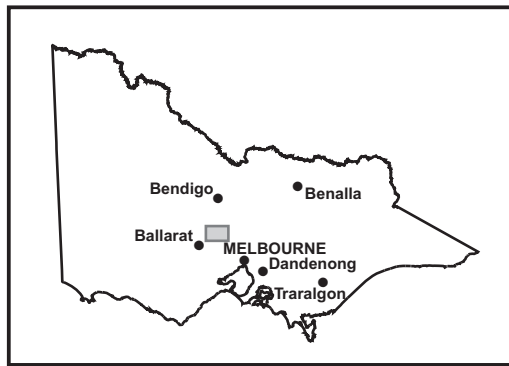 Bendigo
Benalla
Ballarat
MELBOURNE
Dandenong
Traralgon